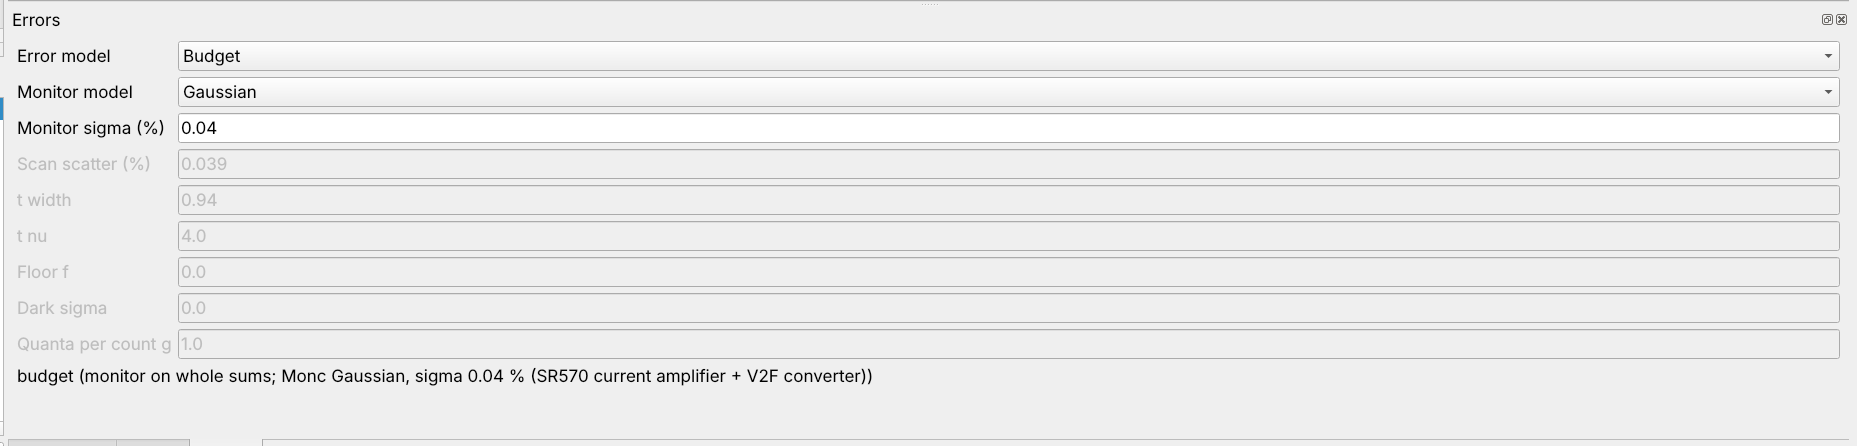 Errors
Error model Budget
Monitor model Gaussian
Monitor sigma (%) 0.04
Scan scatter (%) 0.039
t width 0.94
t nu 4.0
Floor f 0.0
Dark sigma 0.0
Quanta per count g 1.0
budget (monitor on whole sums; Monc Gaussian, sigma 0.04 % (SR570 current amplifier + V2F converter))